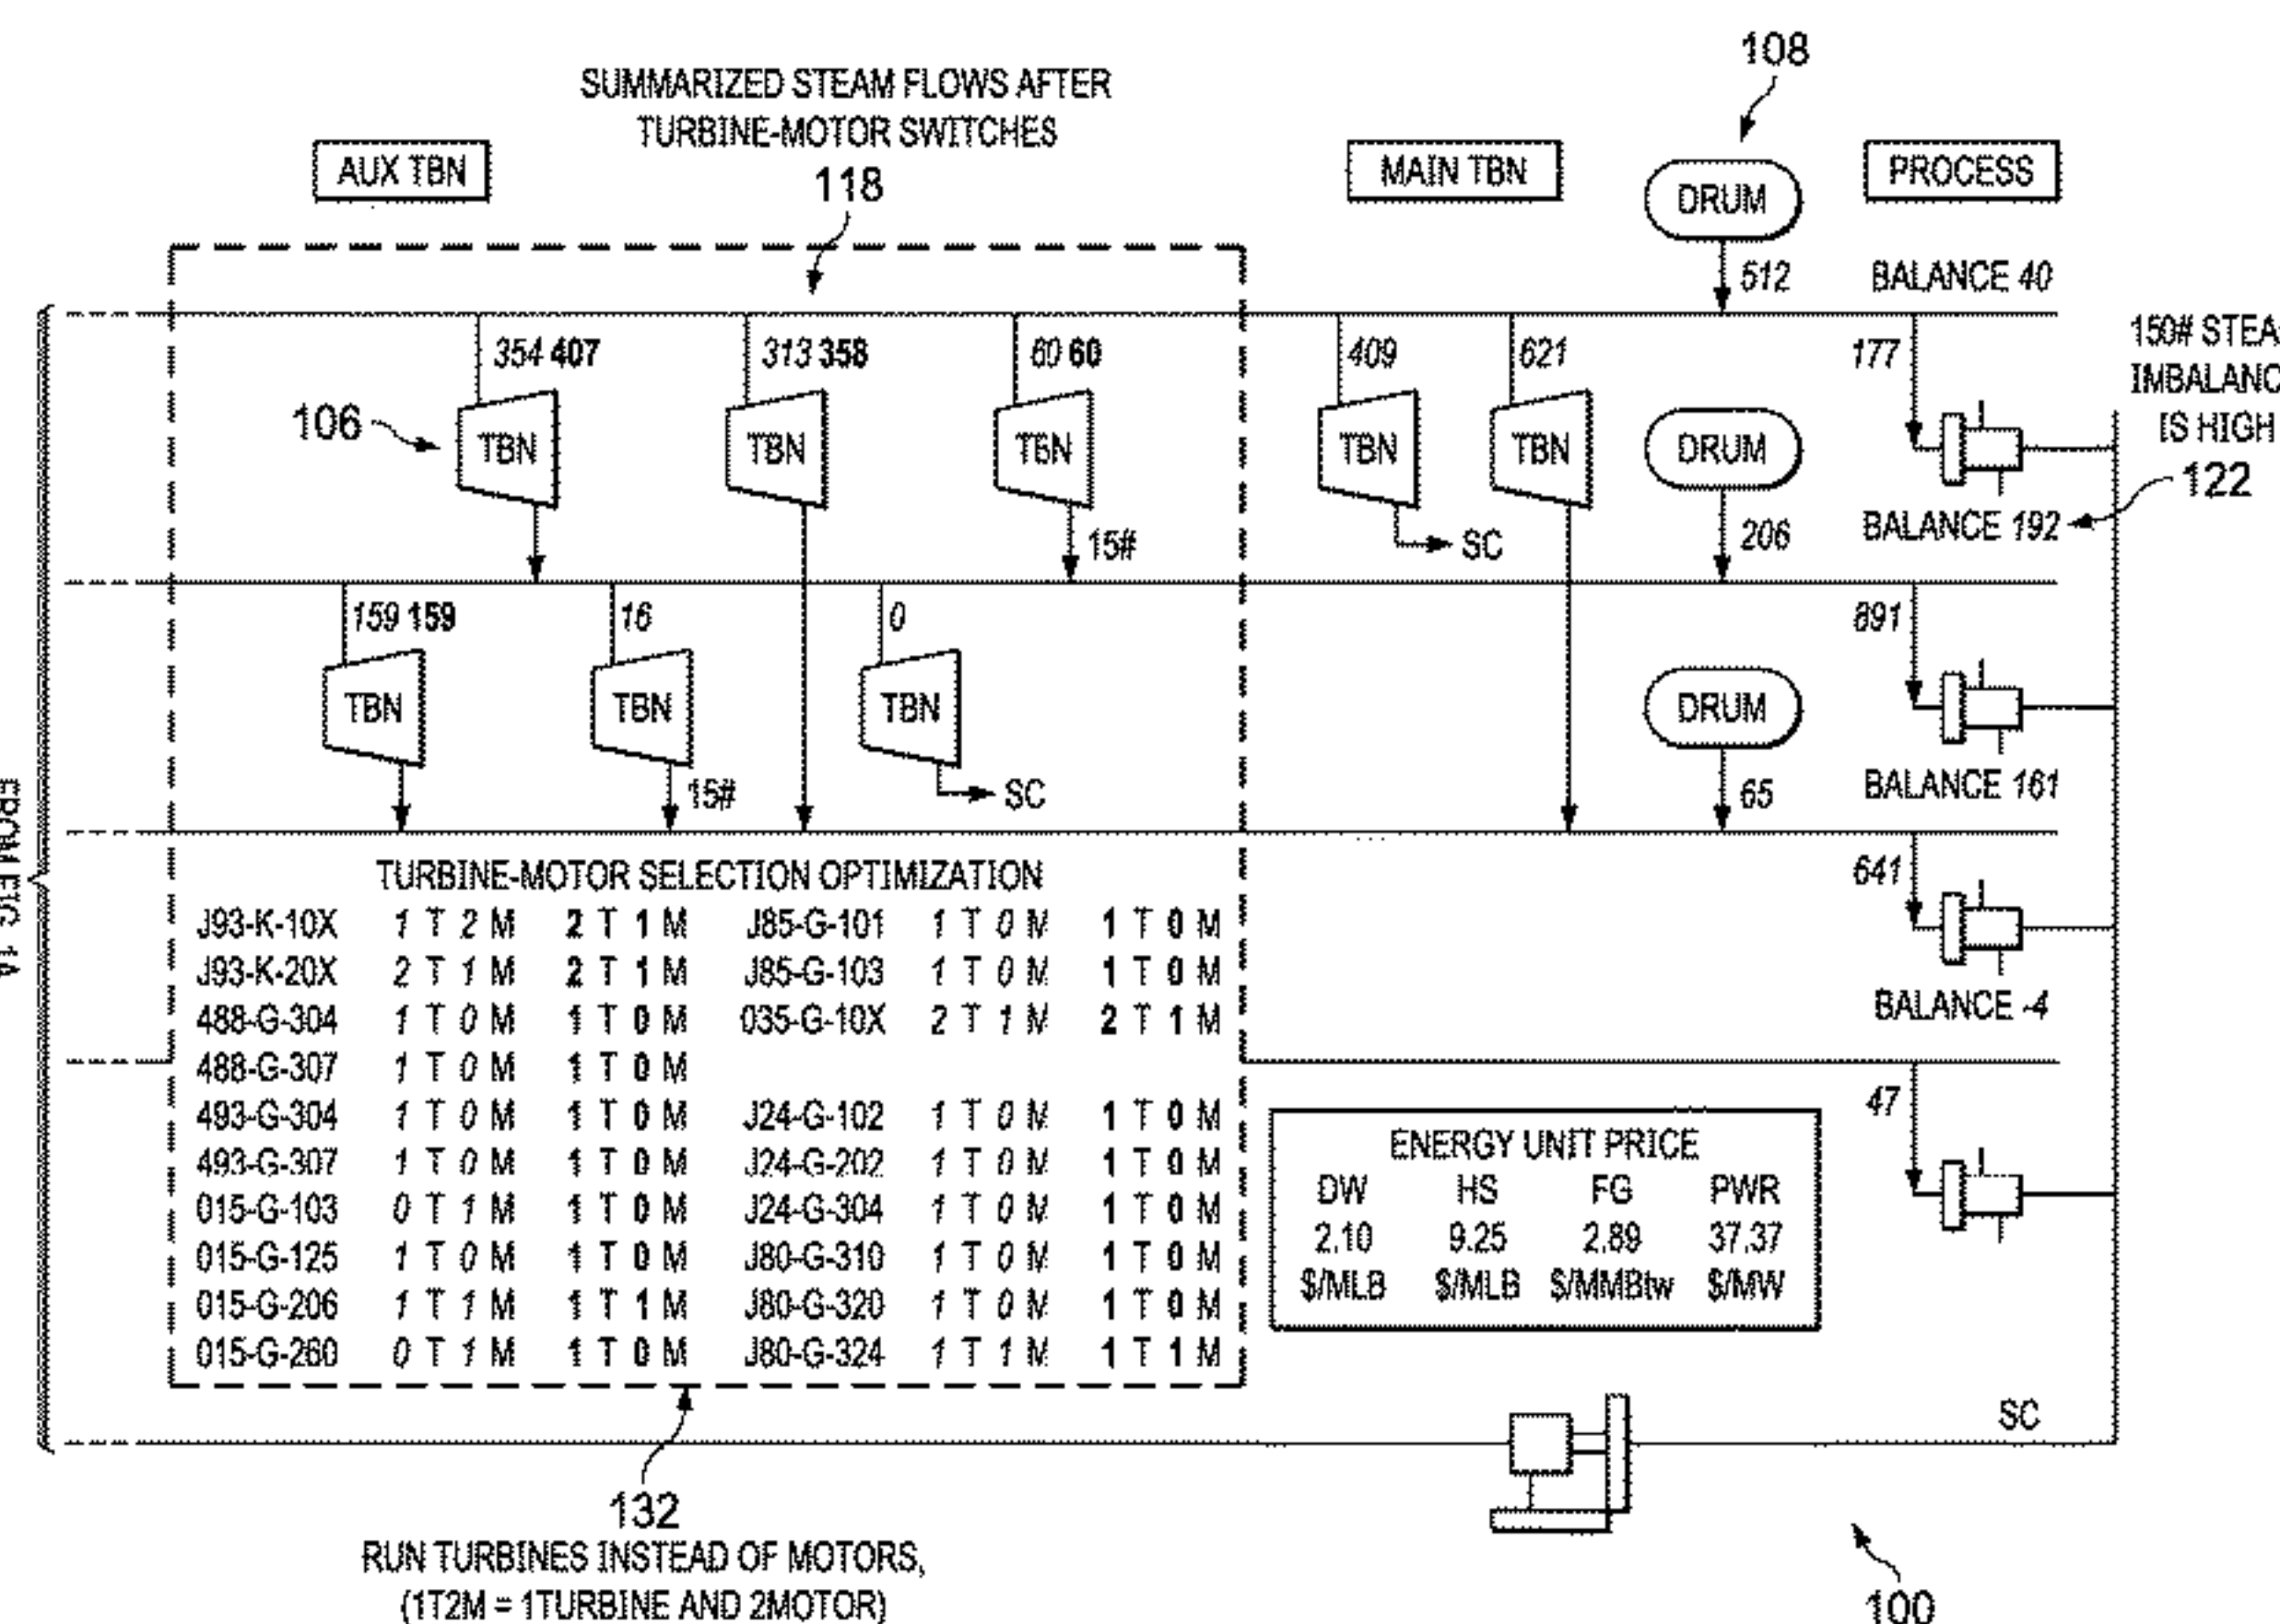 108
SUMMARIZED STEAM FLOWS AFTER
TURBINE-MOTOR SWITCHES
118
AUX TBN
MAIN TBN
DRUM
PROCESS
512
BALANCE 40
354 407
313 358
60 60
409
621
177
150# STEA
IMBALANC
IS HIGH
122
106
TBN
TBN
TBN
TBN
TBN
DRUM
15#
SC
206
BALANCE 192
159 159
16
0
891
TBN
TBN
TBN
DRUM
15#
SC
65
BALANCE 161
FROM FIG. 1A
641
BALANCE -4
TURBINE-MOTOR SELECTION OPTIMIZATION
J93-K-10X 1 T 2 M 2 T 1 M J85-G-101 1 T 0 M 1 T 0 M
J93-K-20X 2 T 1 M 2 T 1 M J85-G-103 1 T 0 M 1 T 0 M
488-G-304 1 T 0 M 1 T 0 M 035-G-10X 2 T 1 M 2 T 1 M
488-G-307 1 T 0 M 1 T 0 M
493-G-304 1 T 0 M 1 T 0 M J24-G-102 1 T 0 M 1 T 0 M
493-G-307 1 T 0 M 1 T 0 M J24-G-202 1 T 0 M 1 T 0 M
015-G-103 0 T 1 M 1 T 0 M J24-G-304 1 T 0 M 1 T 0 M
015-G-125 1 T 0 M 1 T 0 M J80-G-310 1 T 0 M 1 T 0 M
015-G-206 1 T 1 M 1 T 1 M J80-G-320 1 T 0 M 1 T 0 M
015-G-260 0 T 1 M 1 T 0 M J80-G-324 1 T 1 M 1 T 1 M
47
ENERGY UNIT PRICE
DW HS FG PWR
2.10 9.25 2.89 37.37
$/MLB $/MLB $/MMBtw $/MW
SC
132
RUN TURBINES INSTEAD OF MOTORS,
(1T2M = 1TURBINE AND 2MOTOR)
100